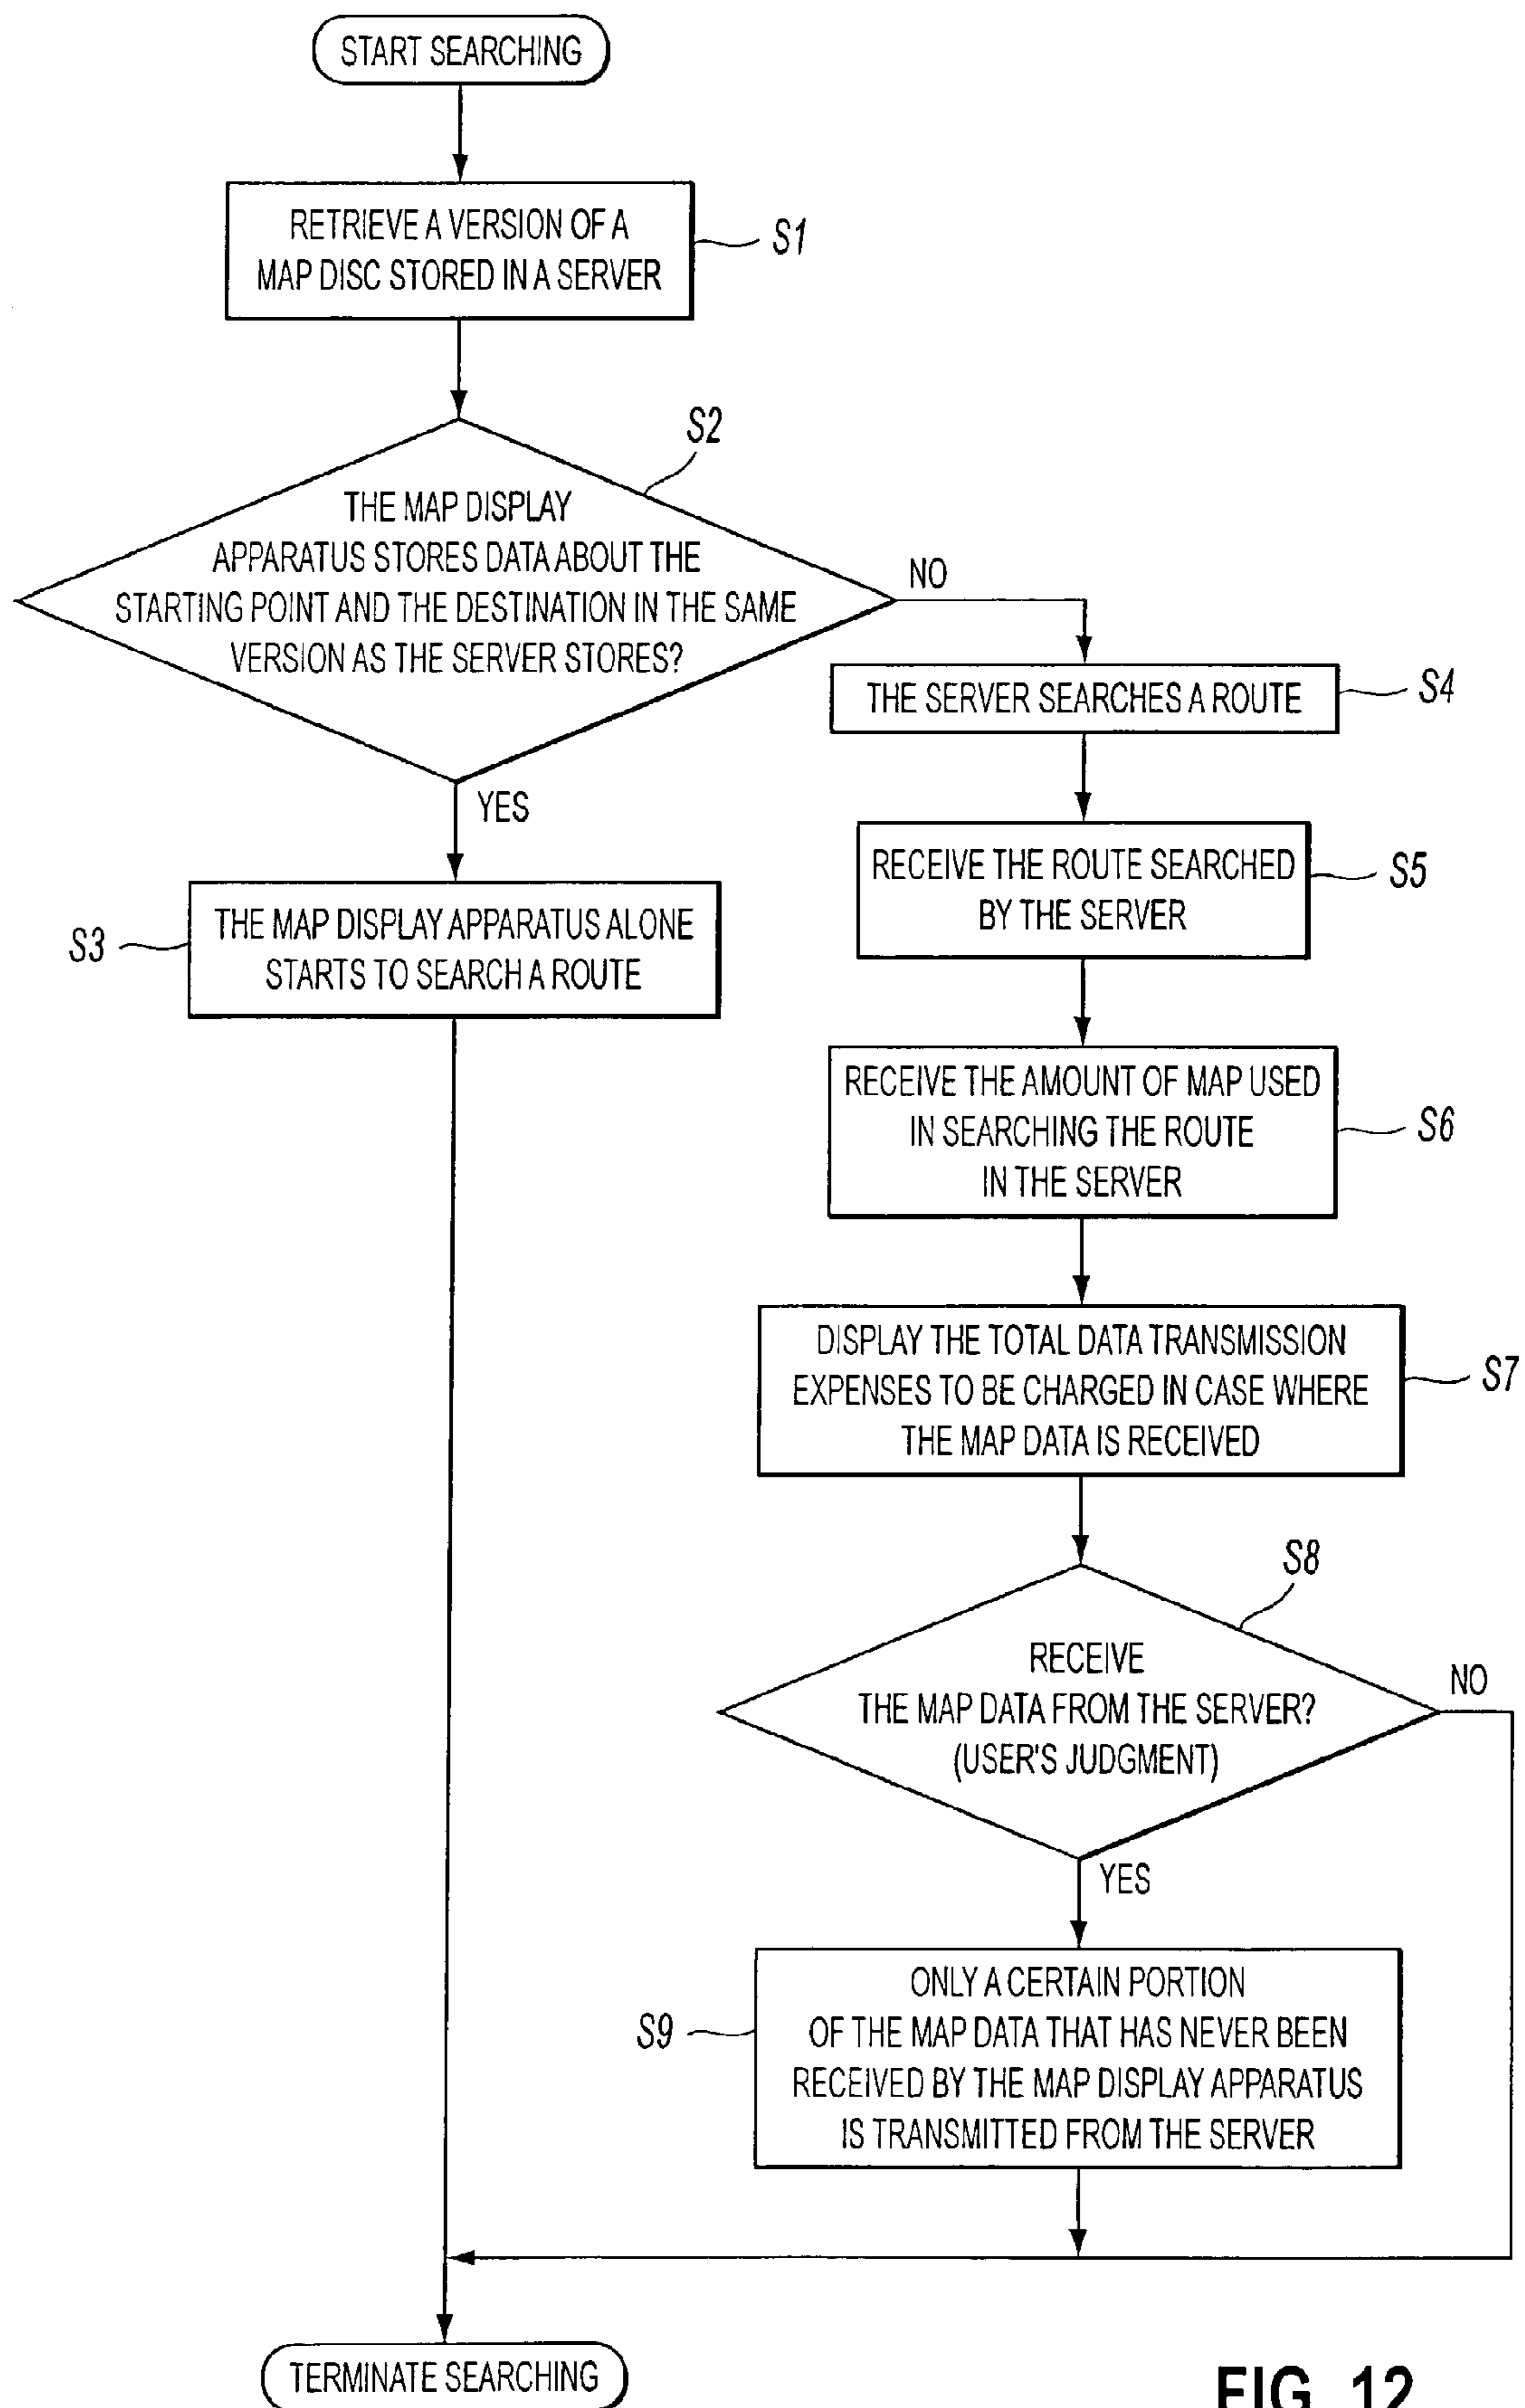 START SEARCHING
RETRIEVE A VERSION OF A
MAP DISC STORED IN A SERVER
S1
S2
THE MAP DISPLAY
APPARATUS STORES DATA ABOUT THE
STARTING POINT AND THE DESTINATION IN THE SAME
VERSION AS THE SERVER STORES?
NO
YES
S3
THE MAP DISPLAY APPARATUS ALONE
STARTS TO SEARCH A ROUTE
THE SERVER SEARCHES A ROUTE
S4
RECEIVE THE ROUTE SEARCHED
BY THE SERVER
S5
RECEIVE THE AMOUNT OF MAP USED
IN SEARCHING THE ROUTE
IN THE SERVER
S6
DISPLAY THE TOTAL DATA TRANSMISSION
EXPENSES TO BE CHARGED IN CASE WHERE
THE MAP DATA IS RECEIVED
S7
S8
RECEIVE
THE MAP DATA FROM THE SERVER?
(USER'S JUDGMENT)
NO
YES
S9
ONLY A CERTAIN PORTION
OF THE MAP DATA THAT HAS NEVER BEEN
RECEIVED BY THE MAP DISPLAY APPARATUS
IS TRANSMITTED FROM THE SERVER
TERMINATE SEARCHING
FIG. 12